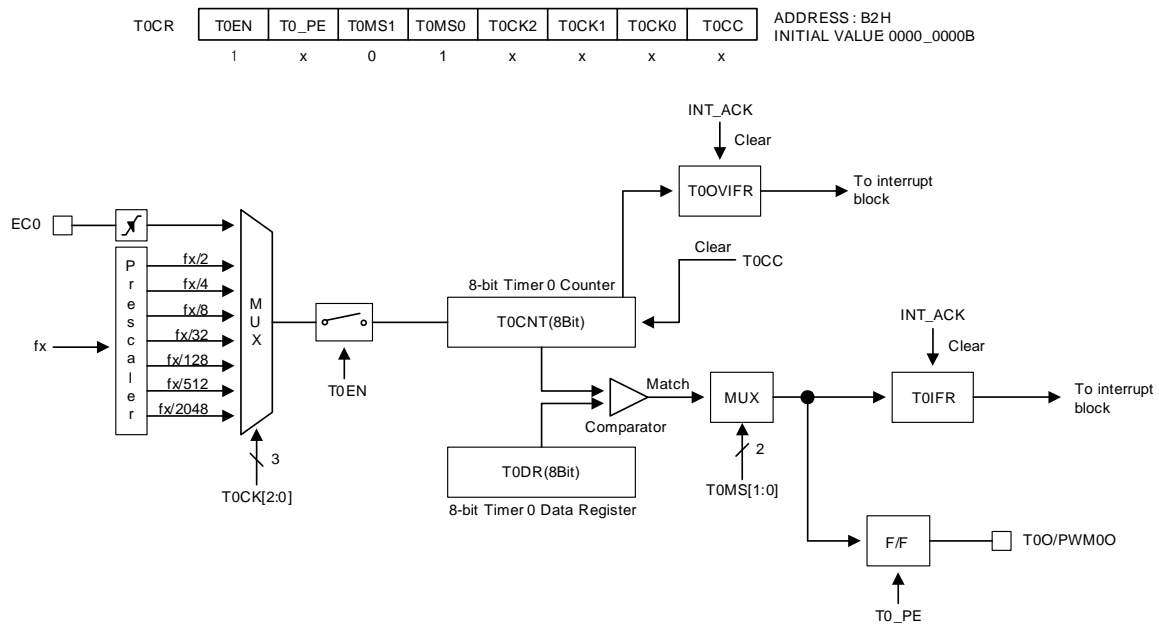 T0CR T0EN T0_PE T0MS1 T0MS0 T0CK2 T0CK1 T0CK0 T0CC
ADDRESS : B2H
INITIAL VALUE: 0000_0000B
1 x 0 1 x x x x
INT_ACK
Clear
T0OVIFR
To interrupt
block
EC0
Prescaler
fx
fx/2
fx/4
fx/8
fx/32
fx/128
fx/512
fx/2048
MUX
3
T0CK[2:0]
T0EN
8-bit Timer 0 Counter
T0CNT(8Bit)
Clear
T0CC
Comparator
Match
T0DR(8Bit)
8-bit Timer 0 Data Register
MUX
2
T0MS[1:0]
INT_ACK
Clear
T0IFR
To interrupt
block
F/F
T0O/PWM0O
T0_PE